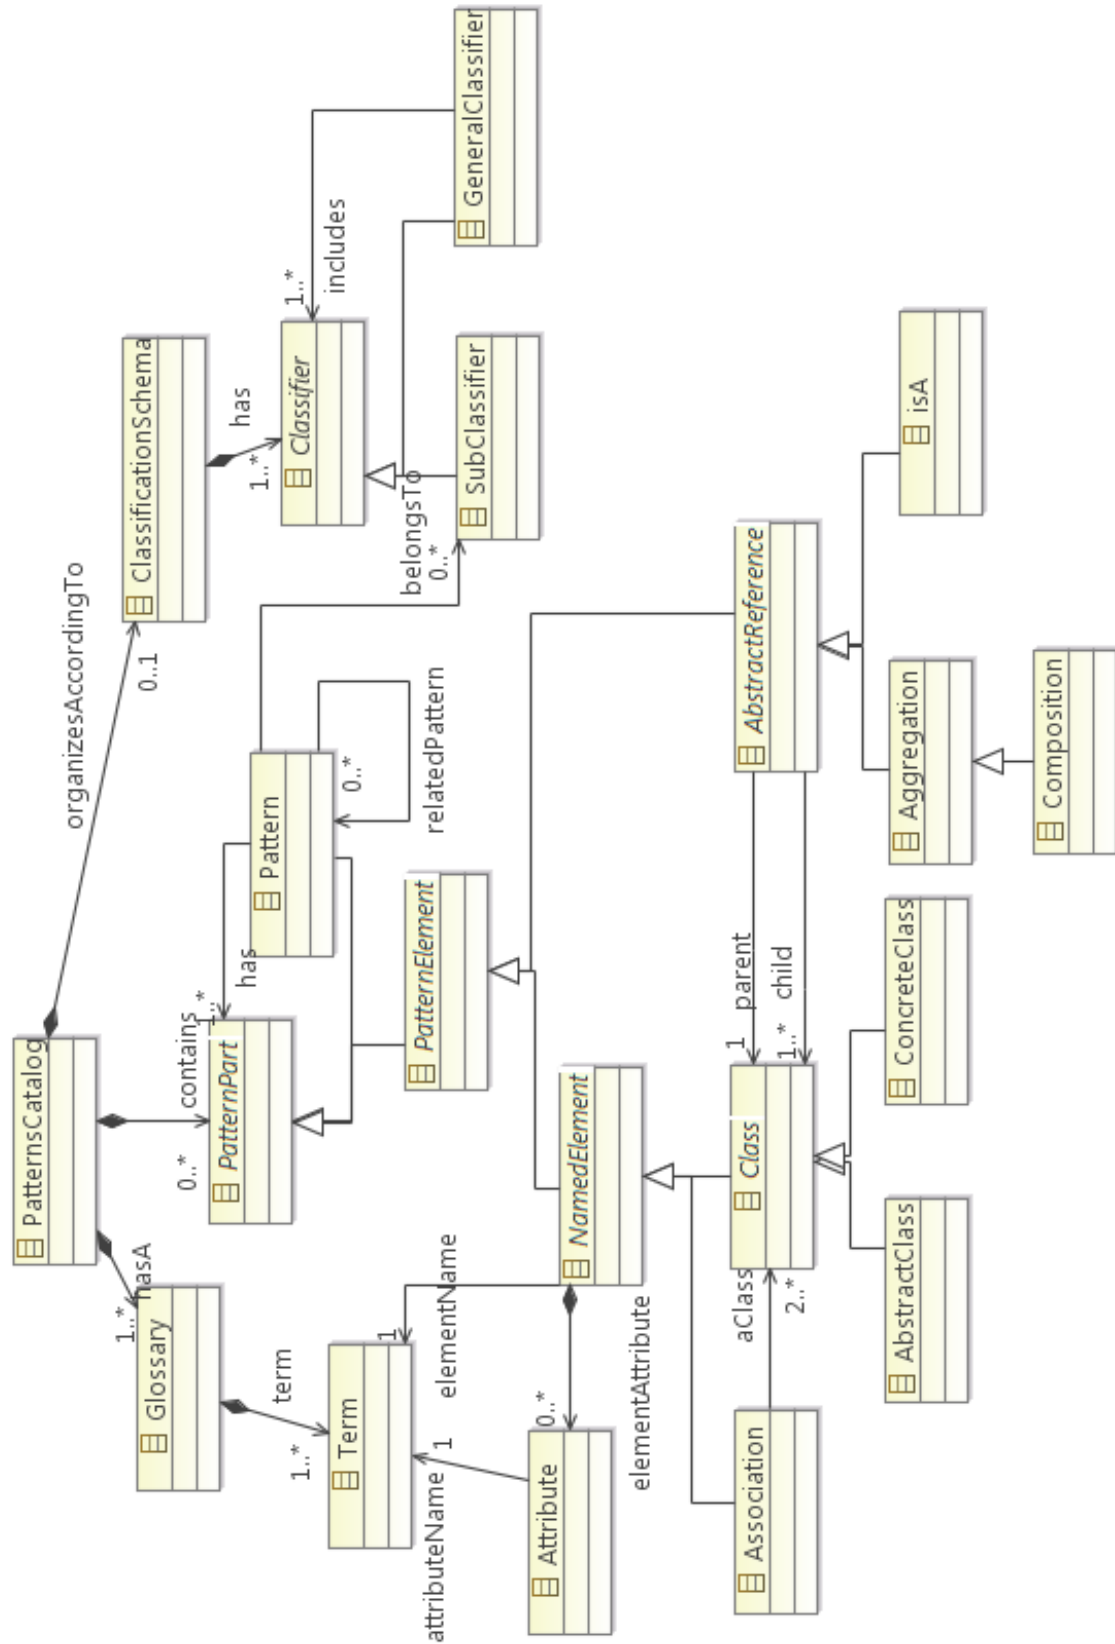 PatternsCatalog
organizesAccordingTo
0..1
ClassificationSchema
hasA
1..*
Glossary
contains
0..*
PatternPart
has
1..*
Pattern
0..*
relatedPattern
has
1..*
Classifier
1..*
includes
GeneralClassifier
term
1..*
Term
belongsTo
0..*
SubClassifier
PatternElement
attributeName
1
elementName
1
NamedElement
0..*
elementAttribute
Attribute
parent
1
child
1..*
AbstractReference
aClass
2..*
Class
Association
AbstractClass
ConcreteClass
Aggregation
isA
Composition